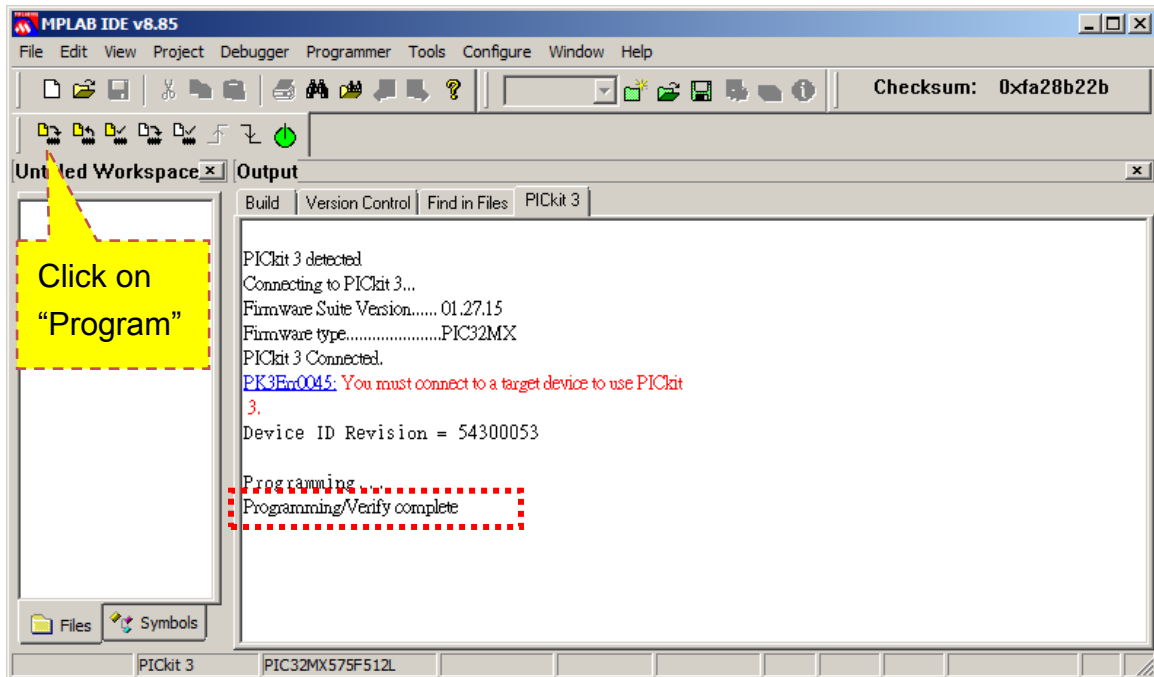 MPLAB IDE v8.85
File Edit View Project Debugger Programmer Tools Configure Window Help
Checksum: 0xfa28b22b
Untitled Workspace Output
Build Version Control Find in Files PICkit 3
PICkit 3 detected
Connecting to PICkit 3...
Firmware Suite Version...... 01.27.15
Firmware type......................PIC32MX
PICkit 3 Connected.
PK3Err0045: You must connect to a target device to use PICkit
3.
Device ID Revision = 54300053
Programming...
Programming/Verify complete
Click on
“Program”
Files Symbols
PICkit 3 PIC32MX575F512L